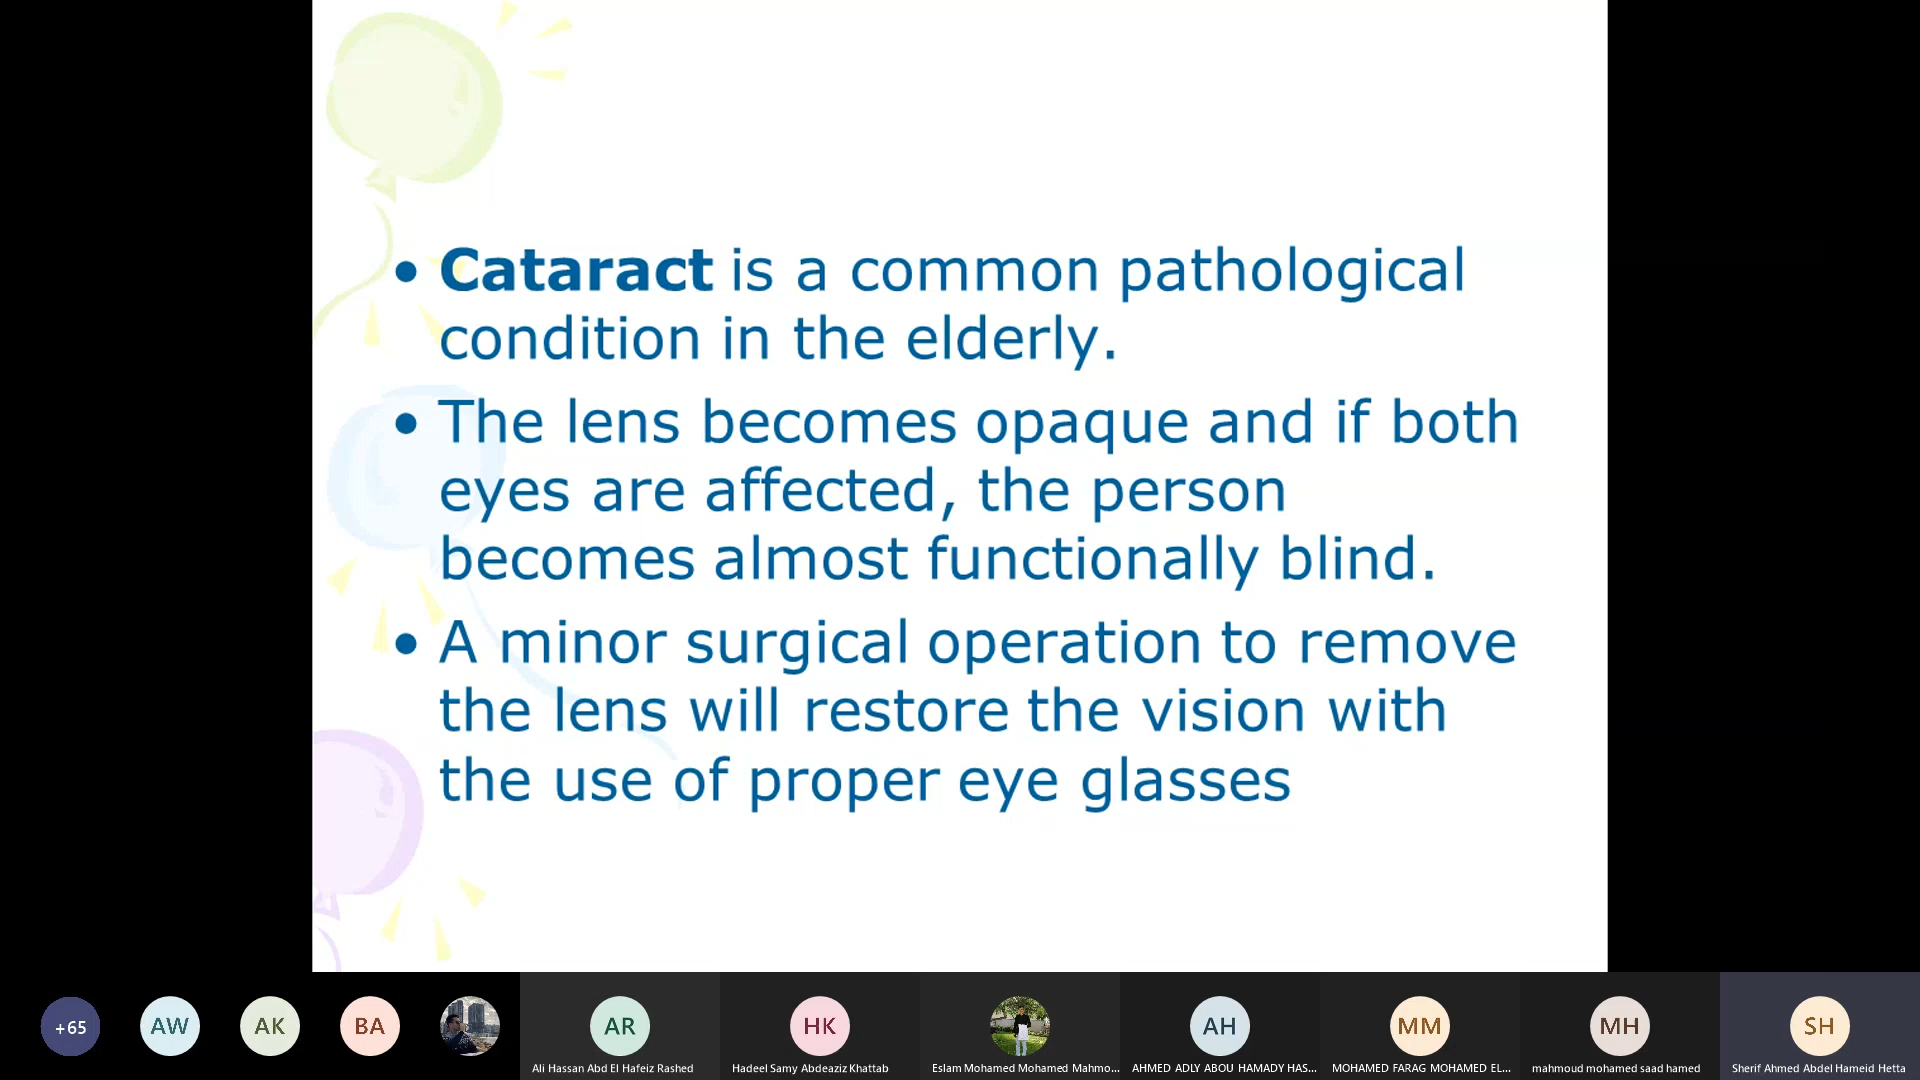 • Cataract is a common pathological
condition in the elderly.
• The lens becomes opaque and if both
eyes are affected, the person
becomes almost functionally blind.
• A minor surgical operation to remove
the lens will restore the vision with
the use of proper eye glasses
+65
AW
AK
BA
AR
HK
AH
MM
MH
SH
Ali Hassan Abd El Hafeiz Rashed
Hadeel Samy Abdeaziz Khattab
Eslam Mohamed Mohamed Mahmo...
AHMED ADLY ABOU HAMADY HAS...
MOHAMED FARAG MOHAMED EL...
mahmoud mohamed saad hamed
Sherif Ahmed Abdel Hameid Hetta